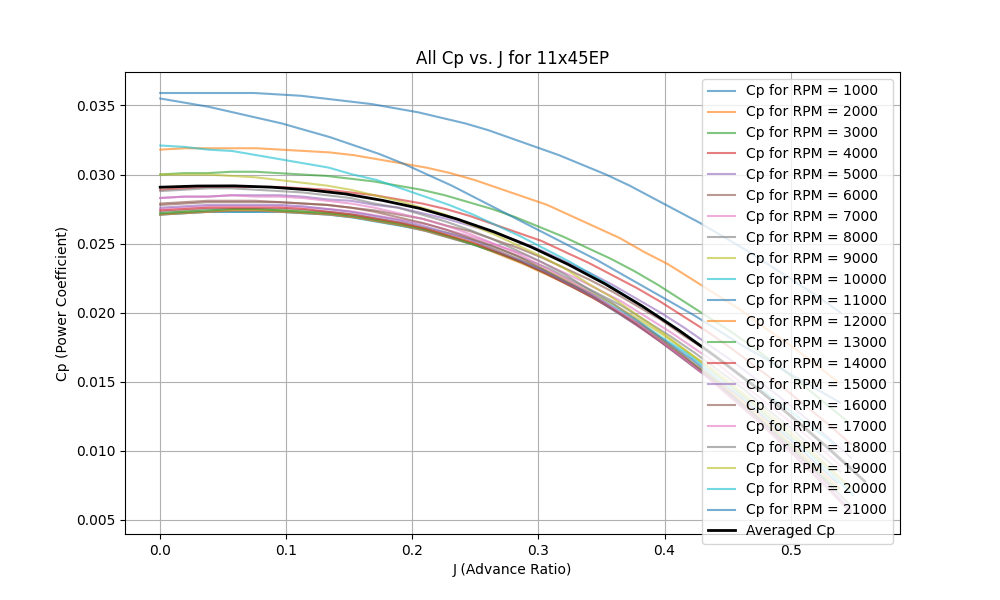 All Cp vs. J for 11x45EP
Cp (Power Coefficient)
0.035
0.030
0.025
0.020
0.015
0.010
0.005
0.0
0.1
0.2
0.3
0.4
0.5
J (Advance Ratio)
Cp for RPM = 1000
Cp for RPM = 2000
Cp for RPM = 3000
Cp for RPM = 4000
Cp for RPM = 5000
Cp for RPM = 6000
Cp for RPM = 7000
Cp for RPM = 8000
Cp for RPM = 9000
Cp for RPM = 10000
Cp for RPM = 11000
Cp for RPM = 12000
Cp for RPM = 13000
Cp for RPM = 14000
Cp for RPM = 15000
Cp for RPM = 16000
Cp for RPM = 17000
Cp for RPM = 18000
Cp for RPM = 19000
Cp for RPM = 20000
Cp for RPM = 21000
Averaged Cp